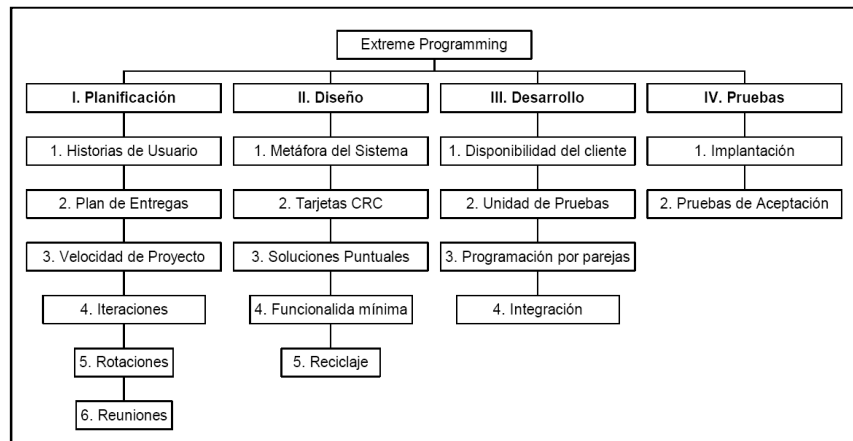 Extreme Programming
I. Planificación
1. Historias de Usuario
2. Plan de Entregas
3. Velocidad de Proyecto
4. Iteraciones
5. Rotaciones
6. Reuniones
II. Diseño
1. Metáfora del Sistema
2. Tarjetas CRC
3. Soluciones Puntuales
4. Funcionalida mínima
5. Reciclaje
III. Desarrollo
1. Disponibilidad del cliente
2. Unidad de Pruebas
3. Programación por parejas
4. Integración
IV. Pruebas
1. Implantación
2. Pruebas de Aceptación